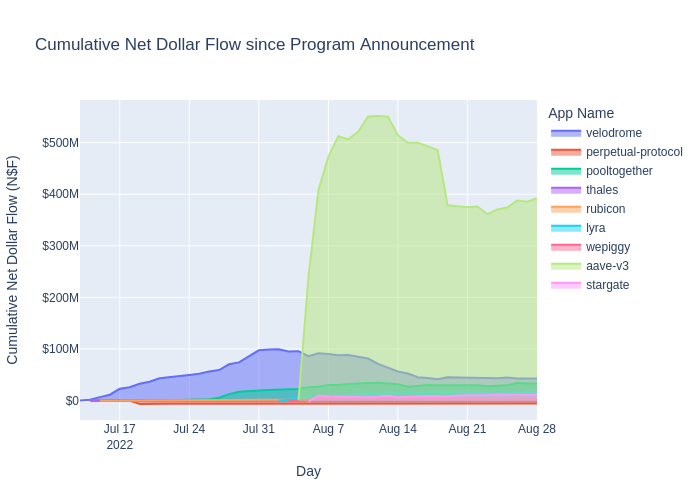 Cumulative Net Dollar Flow since Program Announcement
Cumulative Net Dollar Flow (N$F)
$500M
$400M
$300M
$200M
$100M
$0
Jul 17
2022
Jul 24
Jul 31
Aug 7
Aug 14
Aug 21
Aug 28
Day
App Name
velodrome
perpetual-protocol
pooltogether
thales
rubicon
lyra
wepiggy
aave-v3
stargate